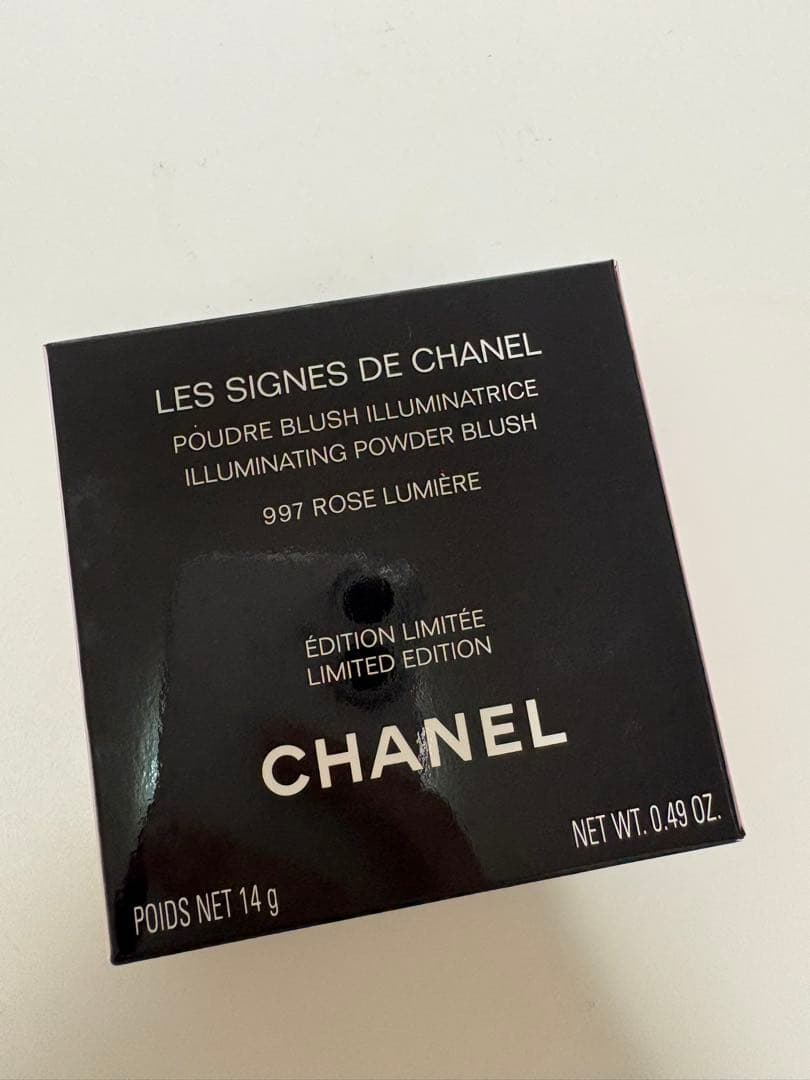 LES SIGNES DE CHANEL
POUDRE BLUSH ILLUMINATRICE
ILLUMINATING POWDER BLUSH
997 ROSE LUMIÈRE
ÉDITION LIMITÉE
LIMITED EDITION
CHANEL
NET WT. 0.49 OZ.
POIDS NET 14 g